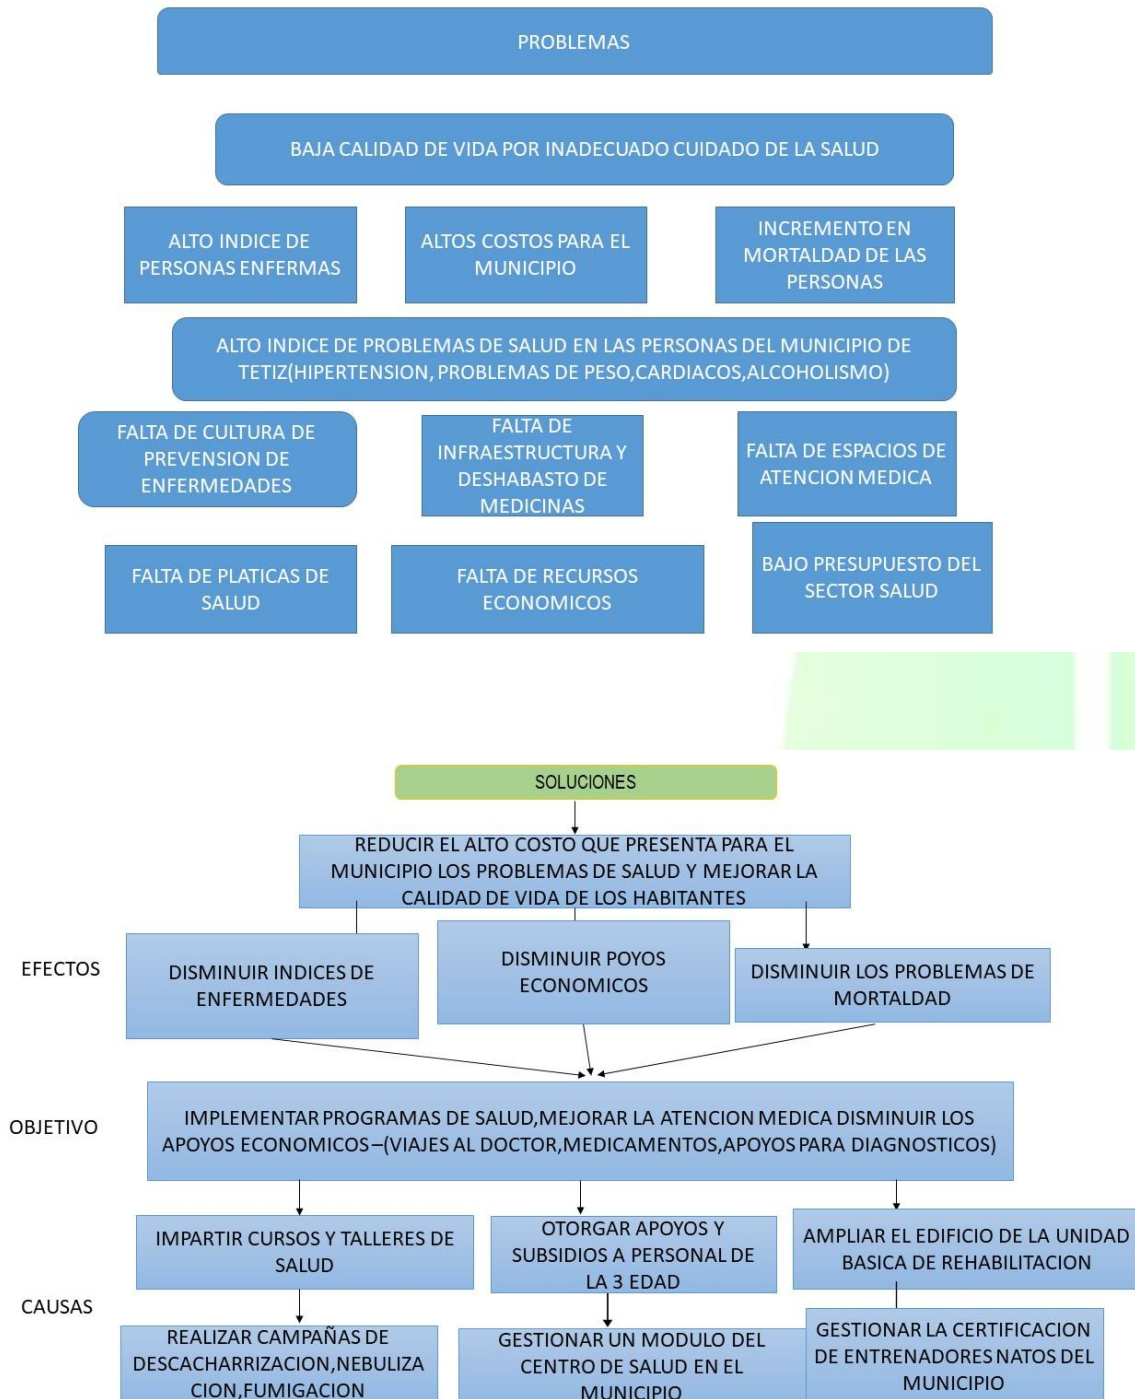 PROBLEMAS
BAJA CALIDAD DE VIDA POR INADECUADO CUIDADO DE LA SALUD
ALTO INDICE DE
PERSONAS ENFERMAS
ALTOS COSTOS PARA EL
MUNICIPIO
INCREMENTO EN
MORTALDAD DE LAS
PERSONAS
ALTO INDICE DE PROBLEMAS DE SALUD EN LAS PERSONAS DEL MUNICIPIO DE
TETIZ(HIPERTENSION, PROBLEMAS DE PESO,CARDIACOS,ALCOHOLISMO)
FALTA DE CULTURA DE
PREVENSION DE
ENFERMEDADES
FALTA DE
INFRAESTRUCTURA Y
DESHABASTO DE
MEDICINAS
FALTA DE ESPACIOS DE
ATENCION MEDICA
FALTA DE PLATICAS DE
SALUD
FALTA DE RECURSOS
ECONOMICOS
BAJO PRESUPUESTO DEL
SECTOR SALUD
SOLUCIONES
REDUCIR EL ALTO COSTO QUE PRESENTA PARA EL
MUNICIPIO LOS PROBLEMAS DE SALUD Y MEJORAR LA
CALIDAD DE VIDA DE LOS HABITANTES
EFECTOS
DISMINUIR INDICES DE
ENFERMEDADES
DISMINUIR POYOS
ECONOMICOS
DISMINUIR LOS PROBLEMAS DE
MORTALDAD
OBJETIVO
IMPLEMENTAR PROGRAMAS DE SALUD,MEJORAR LA ATENCION MEDICA DISMINUIR LOS
APOYOS ECONOMICOS –(VIAJES AL DOCTOR,MEDICAMENTOS,APOYOS PARA DIAGNOSTICOS)
IMPARTIR CURSOS Y TALLERES DE
SALUD
OTORGAR APOYOS Y
SUBSIDIOS A PERSONAL DE
LA 3 EDAD
AMPLIAR EL EDIFICIO DE LA UNIDAD
BASICA DE REHABILITACION
CAUSAS
REALIZAR CAMPAÑAS DE
DESCACHARRIZACION,NEBULIZA
CION,FUMIGACION
GESTIONAR UN MODULO DEL
CENTRO DE SALUD EN EL
MUNICIPIO
GESTIONAR LA CERTIFICACION
DE ENTRENADORES NATOS DEL
MUNICIPIO